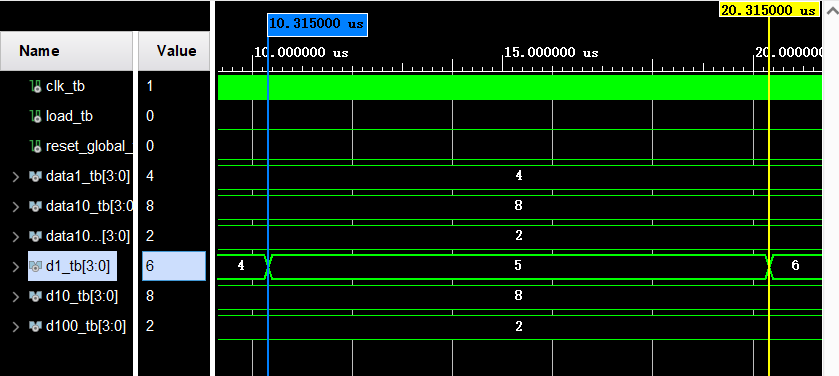 20.315000 us
10.315000 us
Name Value 10.000000 us 15.000000 us 20.000000
clk_tb 1
load_tb 0
reset_global_ 0
data1_tb[3:0] 4 4
data10_tb[3:0 8 8
data10...[3:0] 2 2
d1_tb[3:0] 6 4 5 6
d10_tb[3:0] 8 8
d100_tb[3:0] 2 2